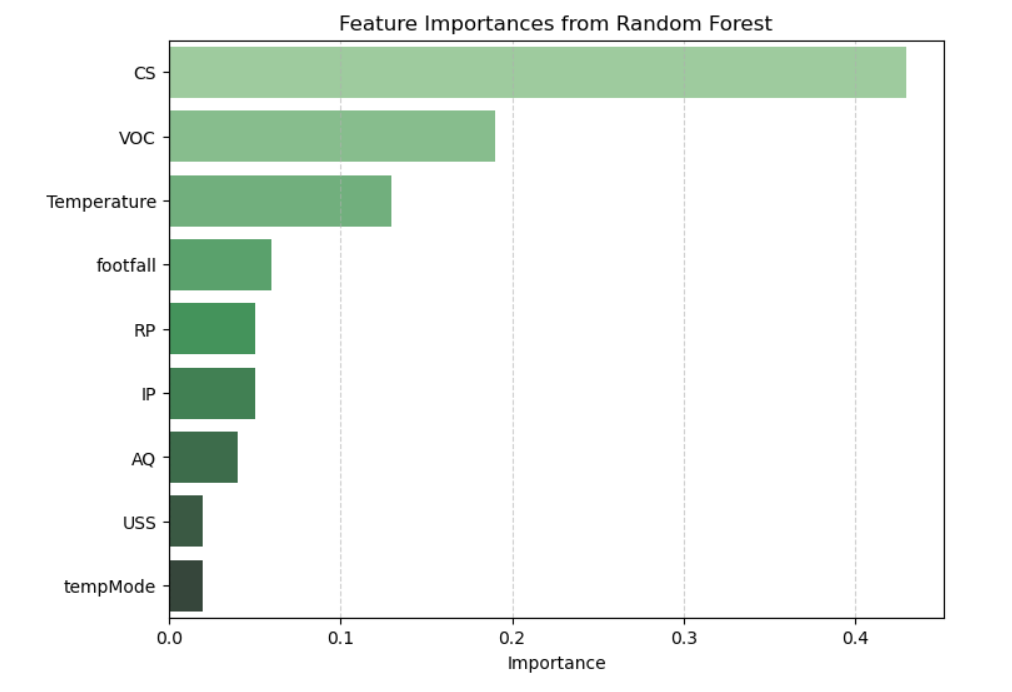 Feature Importances from Random Forest
CS
VOC
Temperature
footfall
RP
IP
AQ
USS
tempMode
0.0 0.1 0.2 0.3 0.4
Importance